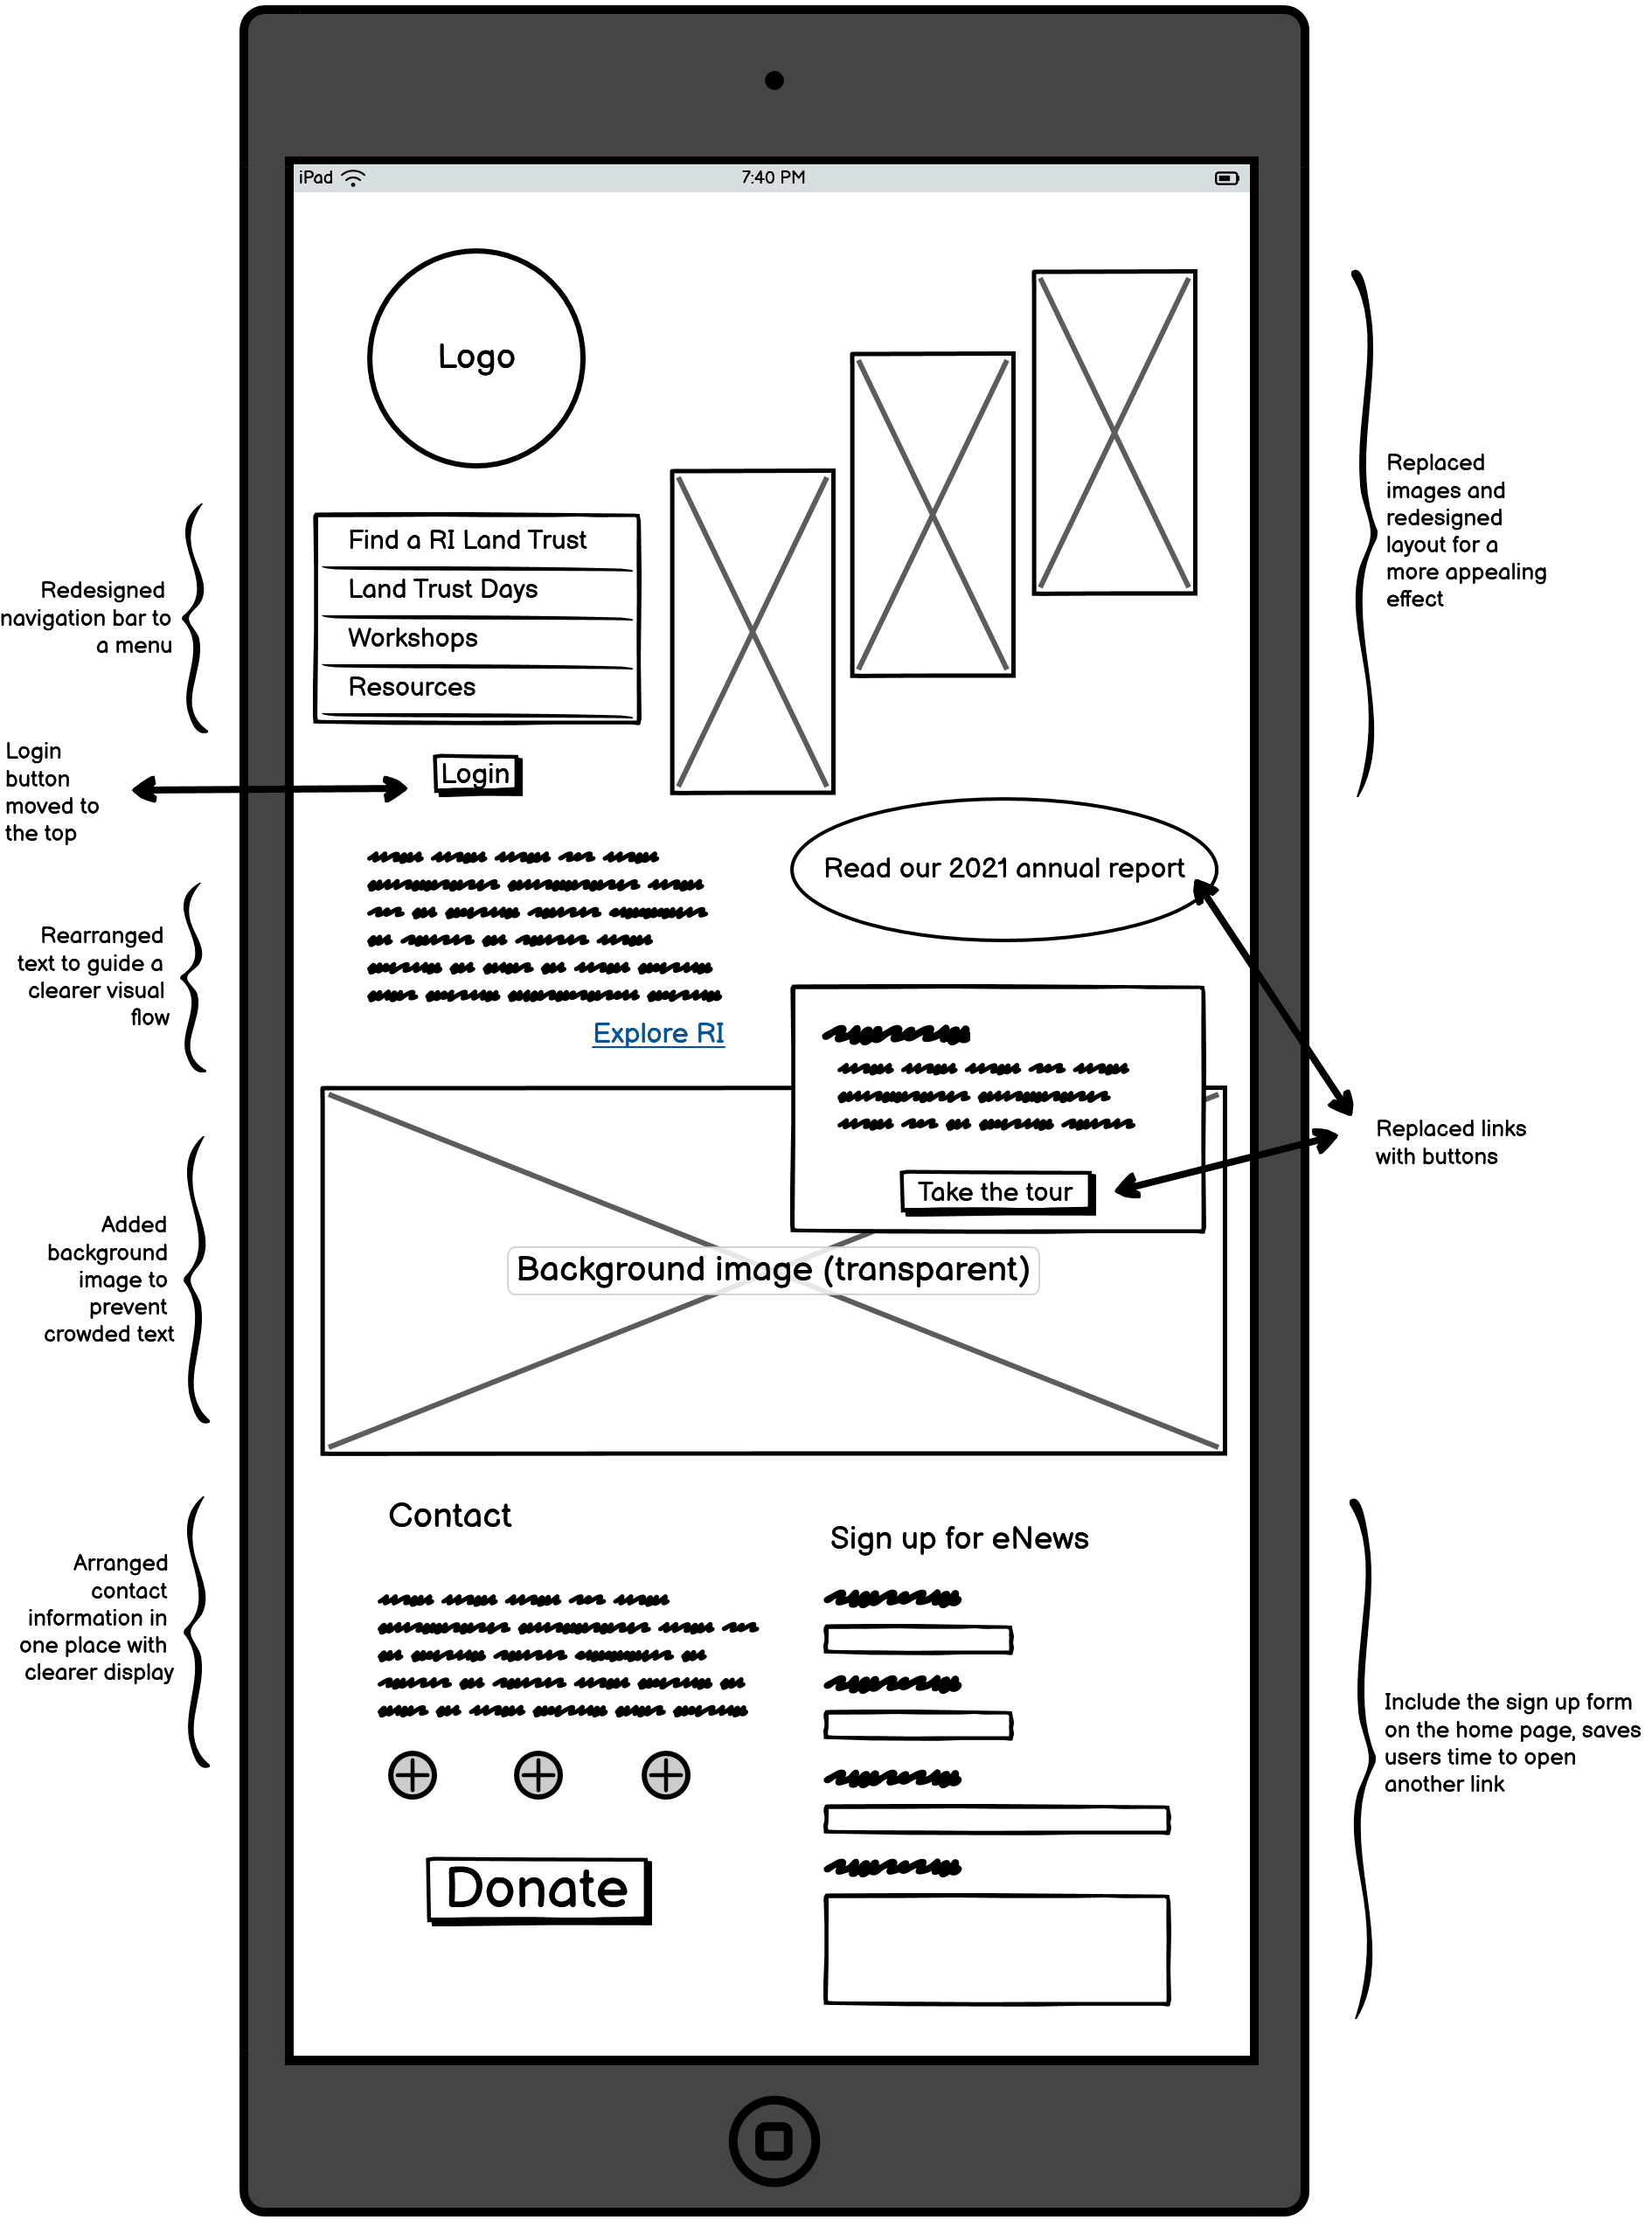 iPad
7:40 PM
Logo
Find a RI Land Trust
Land Trust Days
Workshops
Resources
Login
Read our 2021 annual report
Explore RI
Take the tour
Background image (transparent)
Contact
Sign up for eNews
Donate
Redesigned
navigation bar to
a menu
Login
button
moved to
the top
Rearranged
text to guide a
clearer visual
flow
Added
background
image to
prevent
crowded text
Arranged
contact
information in
one place with
clearer display
Replaced
images and
redesigned
layout for a
more appealing
effect
Replaced links
with buttons
Include the sign up form
on the home page, saves
users time to open
another link